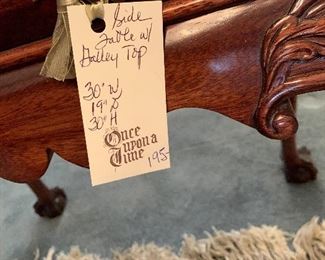 Side
Table w/
Galley Top
30" W
19" D
30" H
Once
Upon a
Time
195-